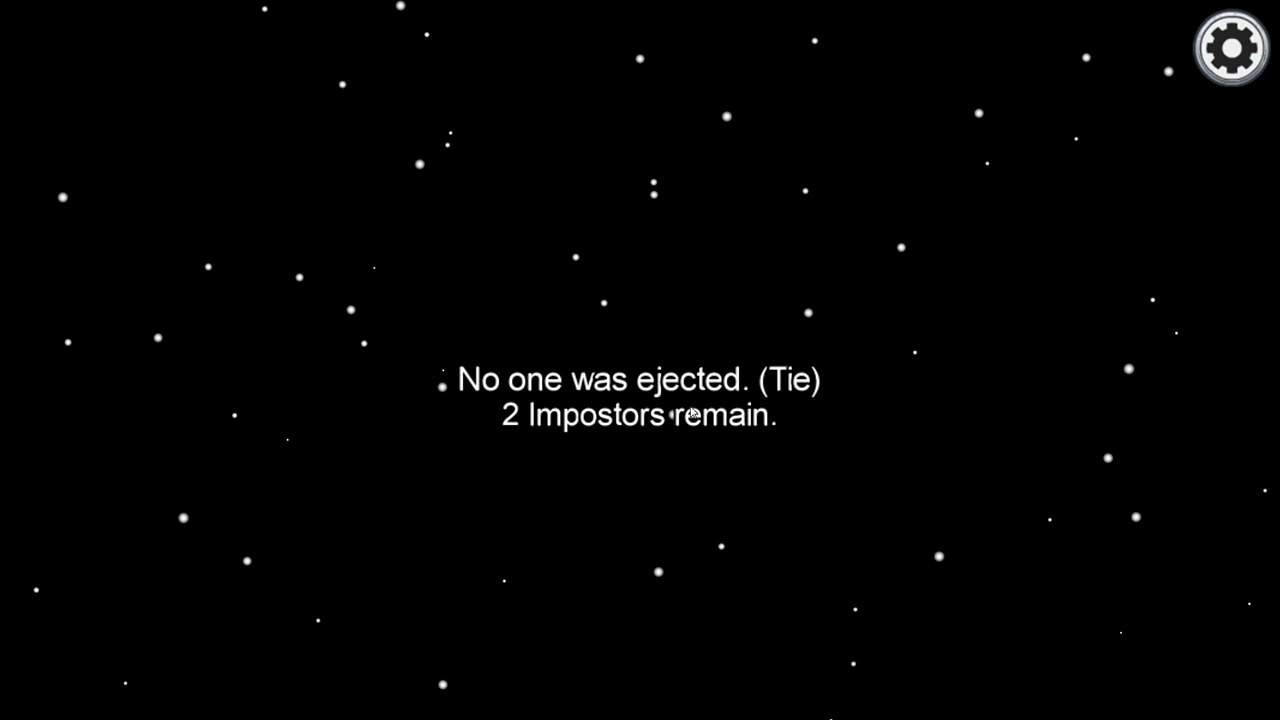 No one was ejected. (Tie)
2 Impostors remain.